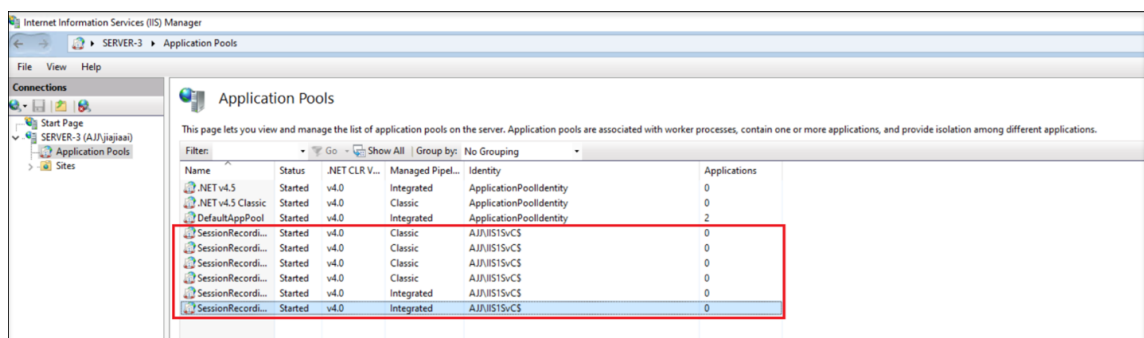 Internet Information Services (IIS) Manager
SERVER-3 Application Pools
File View Help
Connections
Start Page
SERVER-3 (AJJ\jiajiaai)
Application Pools
Sites
Application Pools
This page lets you view and manage the list of application pools on the server. Application pools are associated with worker processes, contain one or more applications, and provide isolation among different applications.
Filter: Go Show All Group by: No Grouping
Name Status .NET CLR V... Managed Pipel... Identity Applications
.NET v4.5 Started v4.0 Integrated ApplicationPoolIdentity 0
.NET v4.5 Classic Started v4.0 Classic ApplicationPoolIdentity 0
DefaultAppPool Started v4.0 Integrated ApplicationPoolIdentity 2
SessionRecordi... Started v4.0 Classic AJJ\IIS1SvC$ 0
SessionRecordi... Started v4.0 Classic AJJ\IIS1SvC$ 0
SessionRecordi... Started v4.0 Classic AJJ\IIS1SvC$ 0
SessionRecordi... Started v4.0 Classic AJJ\IIS1SvC$ 0
SessionRecordi... Started v4.0 Integrated AJJ\IIS1SvC$ 0
SessionRecordi... Started v4.0 Integrated AJJ\IIS1SvC$ 0